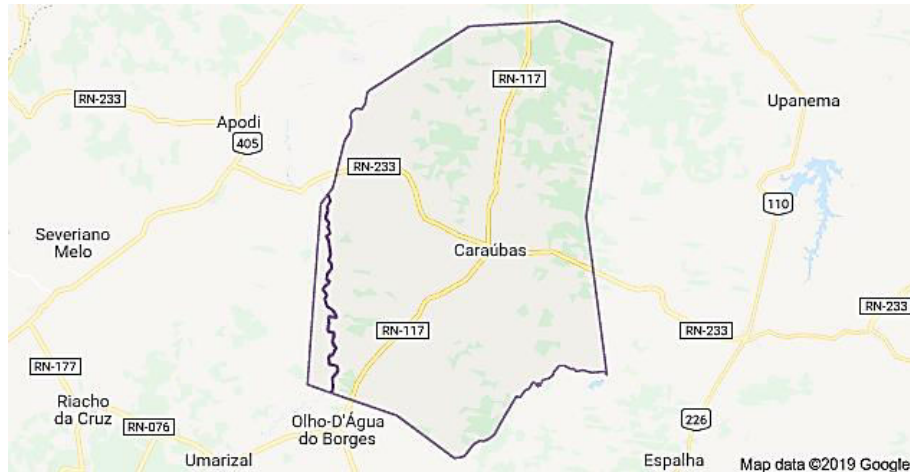 RN-117
RN-233
Upanema
Apodi
405
RN-233
110
Severiano
Melo
Caraúbas
RN-233
RN-117
RN-233
RN-177
Riacho
da Cruz
RN-076
Olho-D'Água
do Borges
226
Umarizal
Espalha
Map data ©2019 Google